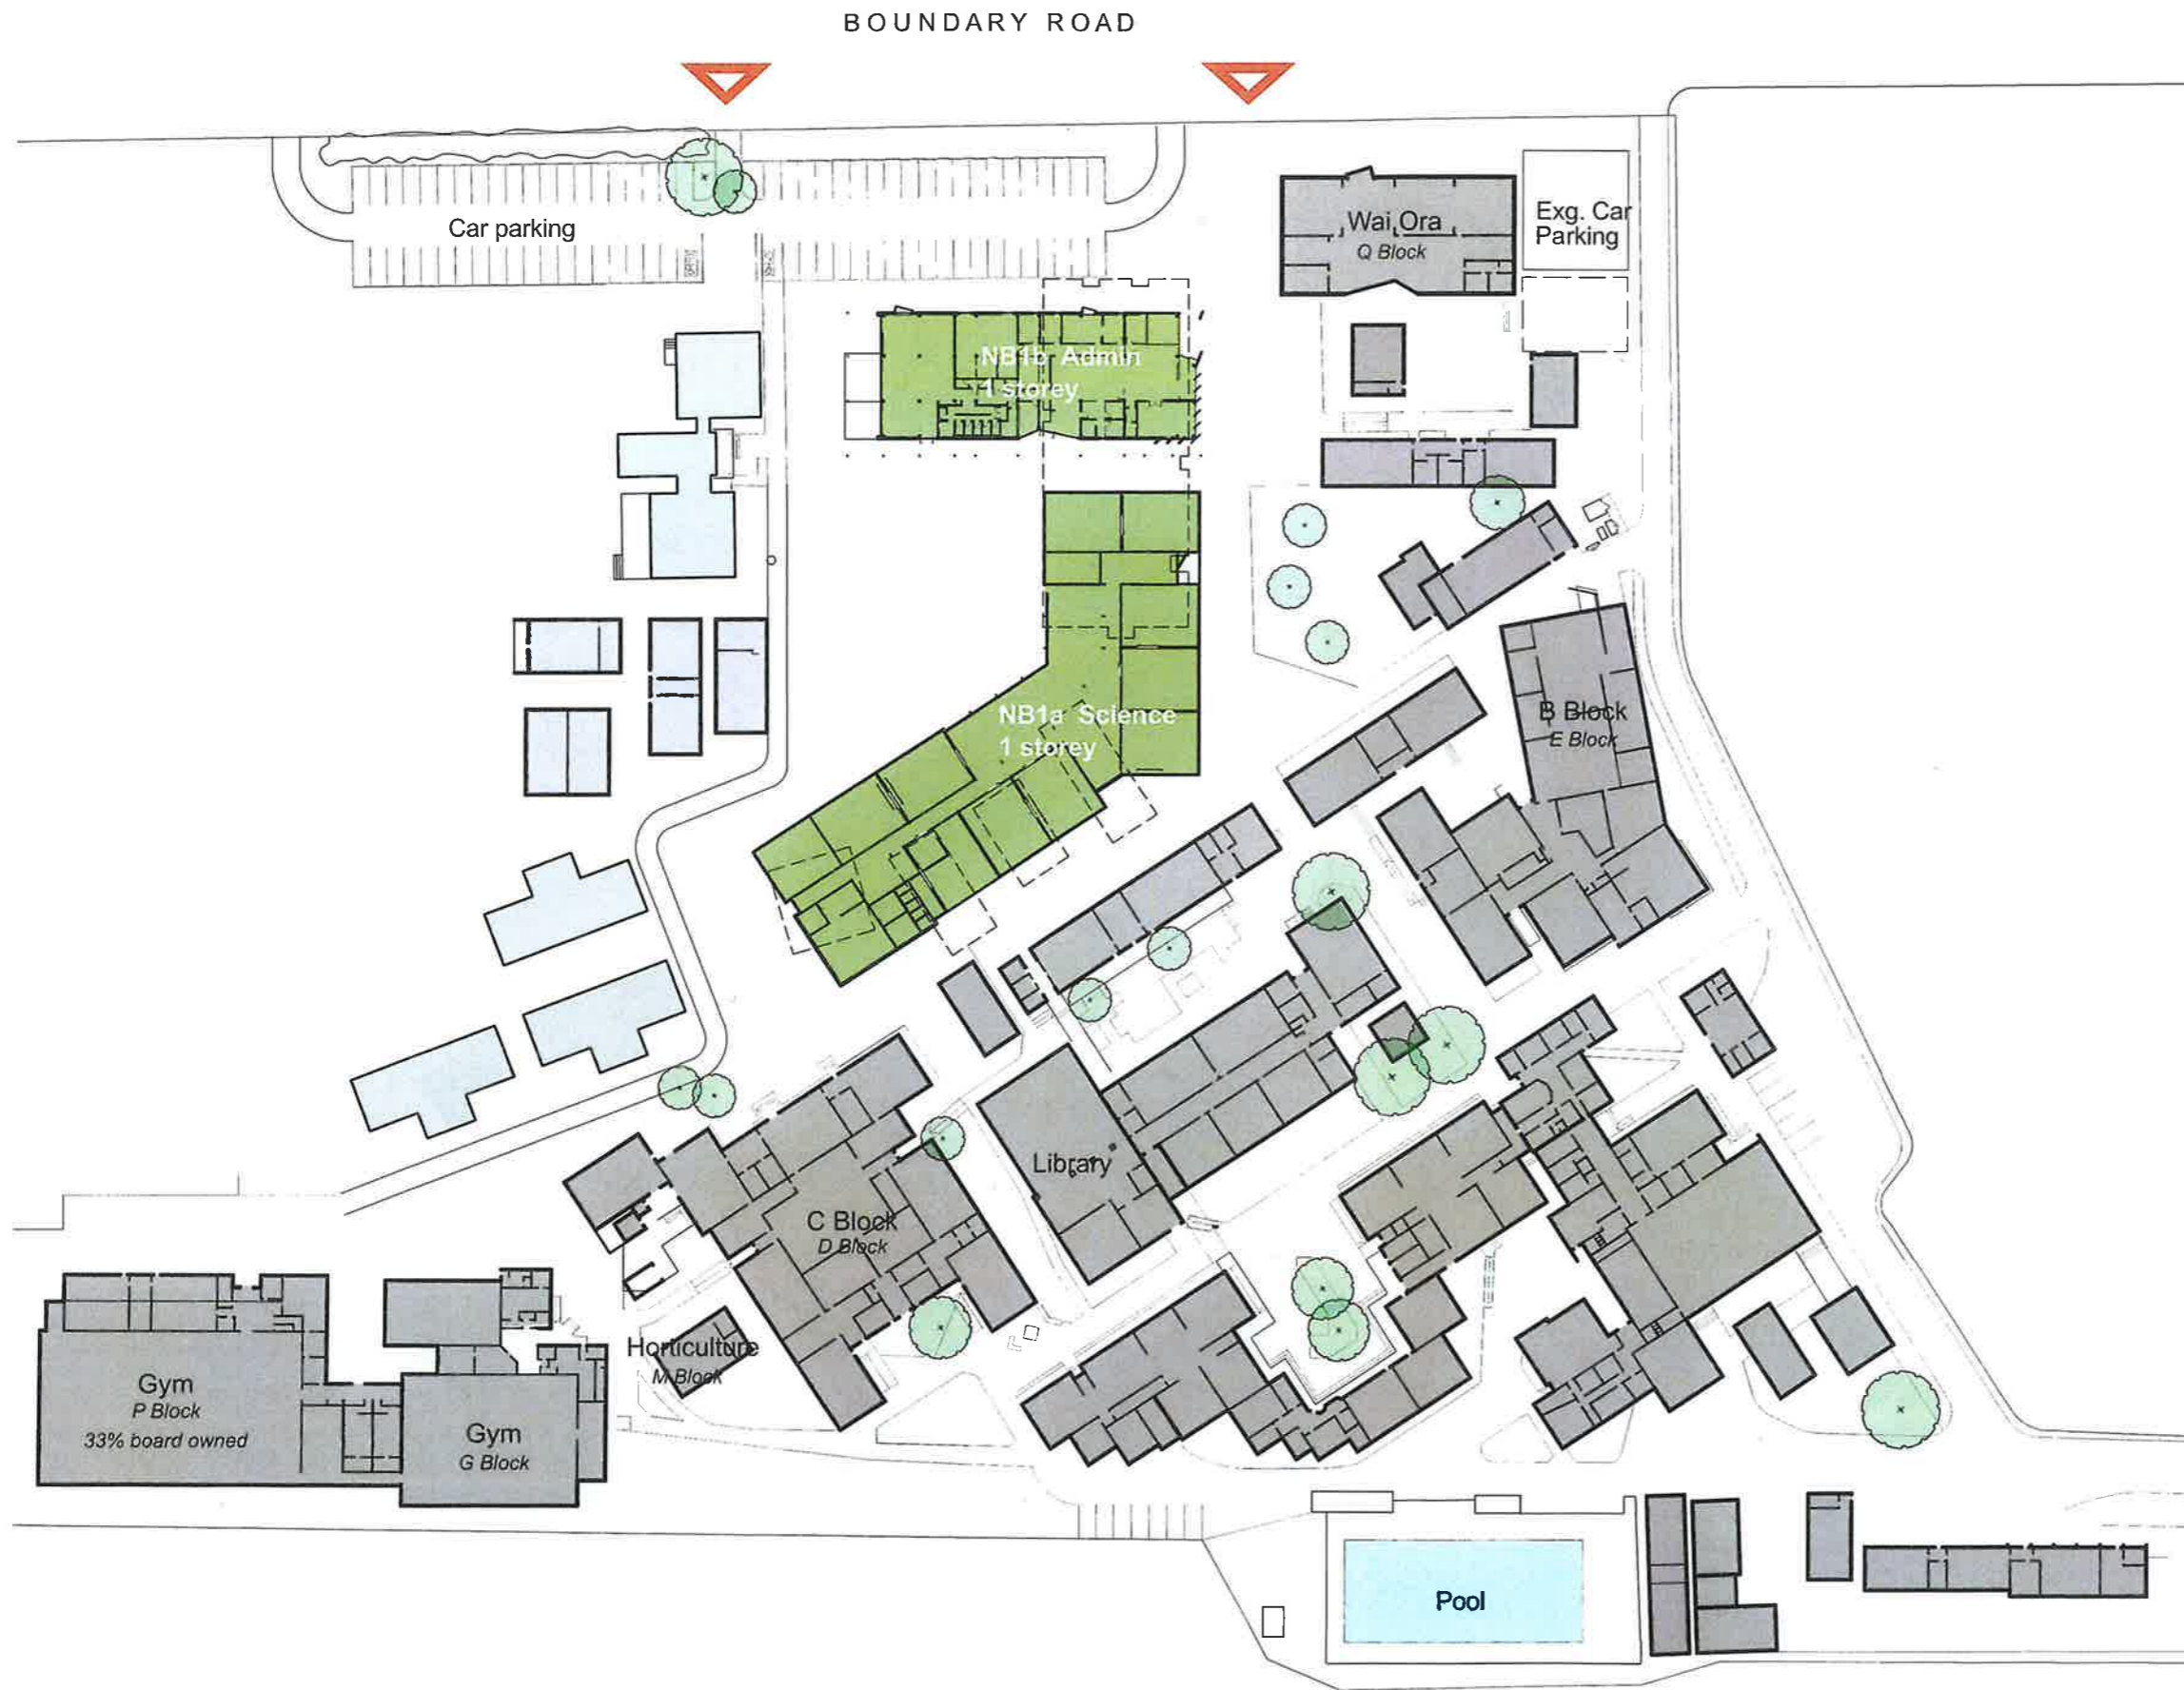 BOUNDARY ROAD
Car parking
Wai Ora
Q Block
Exg. Car
Parking
NB1b Admin
1 storey
NB1a Science
1 storey
B Block
E Block
Library
C Block
D Block
Horticulture
M Block
Gym
P Block
33% board owned
Gym
G Block
Pool